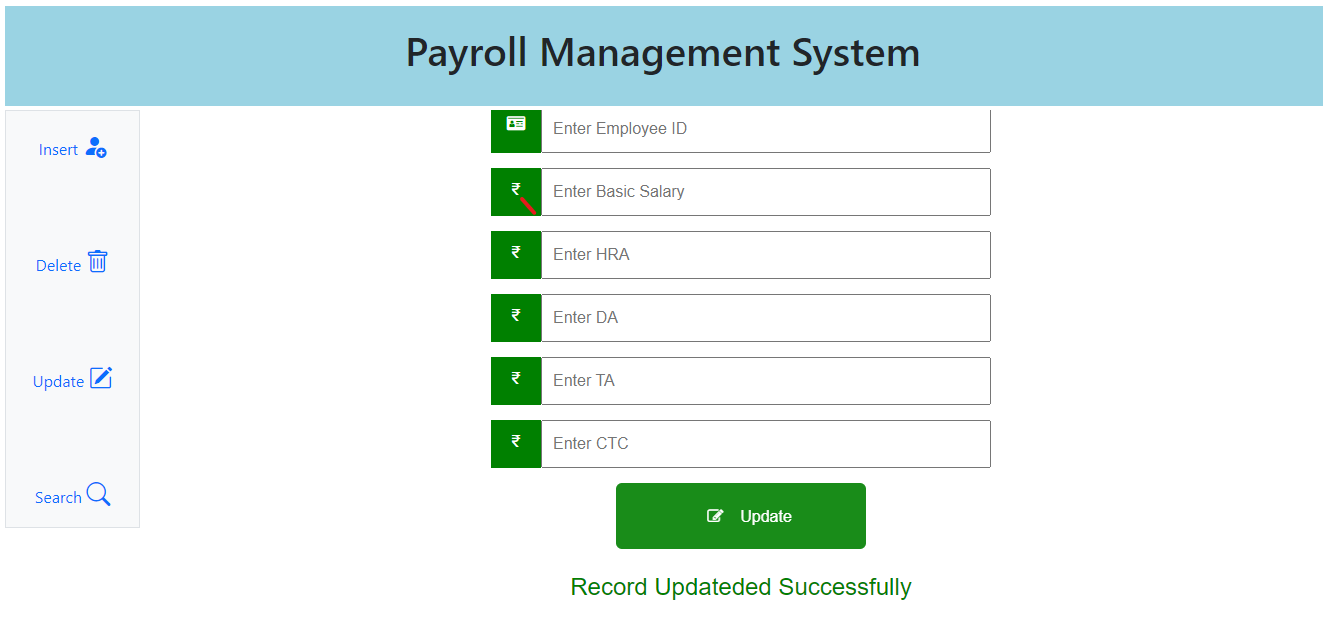 Payroll Management System
Insert
Delete
Update
Search
Enter Employee ID
₹ Enter Basic Salary
₹ Enter HRA
₹ Enter DA
₹ Enter TA
₹ Enter CTC
Update
Record Updateded Successfully